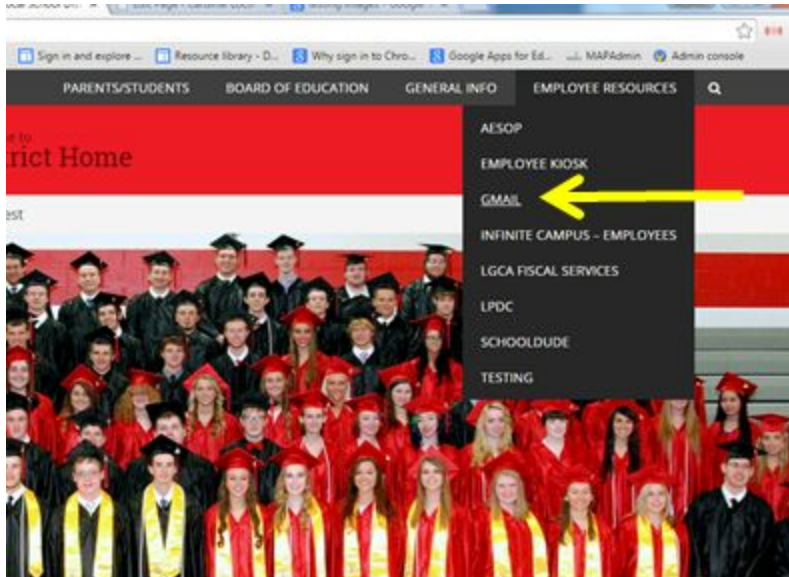 Sign in and explore ... Resource library - D... Why sign in to Chro... Google Apps for Ed... MAPAdmin Admin console
PARENTS/STUDENTS BOARD OF EDUCATION GENERAL INFO EMPLOYEE RESOURCES
trict Home
est
AESOP
EMPLOYEE KIOSK
GMAIL
INFINITE CAMPUS – EMPLOYEES
LGCA FISCAL SERVICES
LPDC
SCHOOLDUDE
TESTING